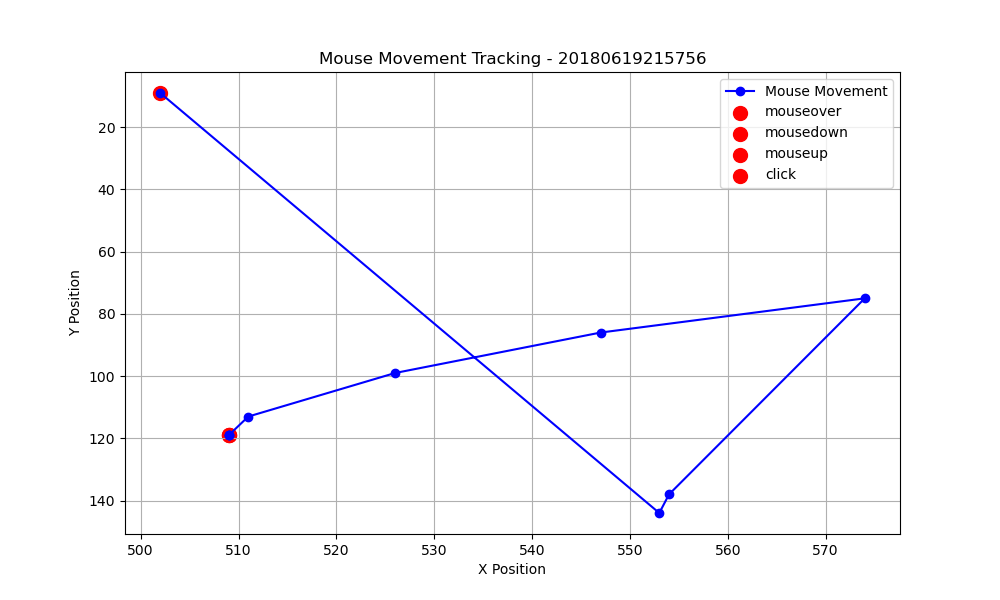 Mouse Movement Tracking - 20180619215756
Mouse Movement
mouseover
mousedown
mouseup
click
20
40
60
80
100
120
140
Y Position
500 510 520 530 540 550 560 570
X Position